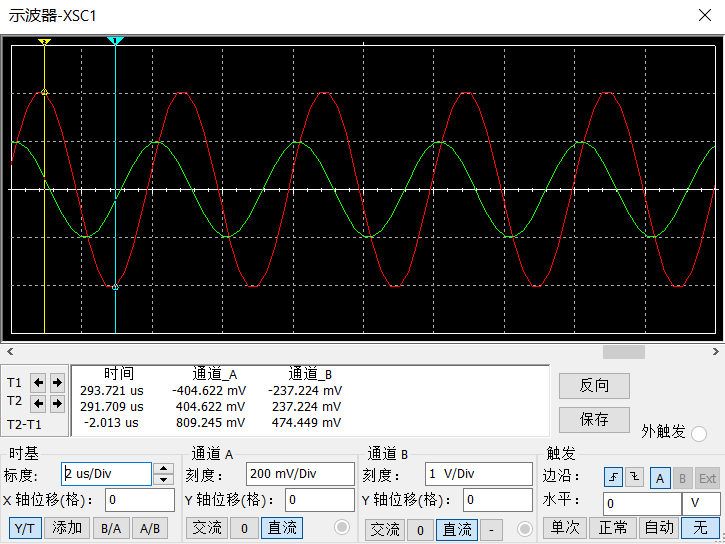 示波器-XSC1
2 1
T1
T2
T2-T1
时间 通道_A 通道_B
293.721 us -404.622 mV -237.224 mV
291.709 us 404.622 mV 237.224 mV
-2.013 us 809.245 mV 474.449 mV
反向
保存
外触发
时基
标度: 2 us/Div
X 轴位移(格): 0
Y/T 添加 B/A A/B
通道 A
刻度: 200 mV/Div
Y 轴位移(格): 0
交流 0 直流
通道 B
刻度: 1 V/Div
Y 轴位移(格): 0
交流 0 直流 -
触发
边沿: A B Ext
水平: 0 V
单次 正常 自动 无